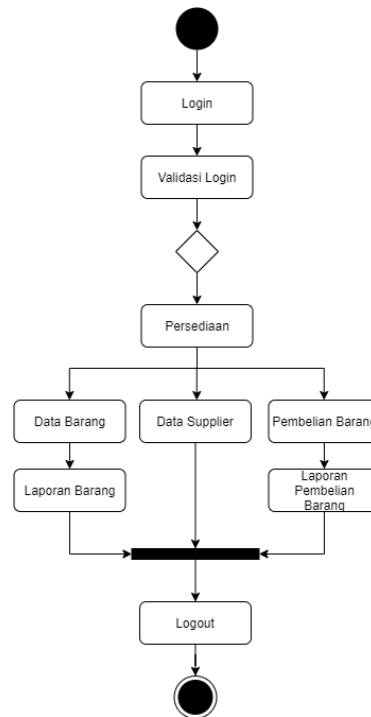 Login
Validasi Login
Persediaan
Data Barang
Data Supplier
Pembelian Barang
Laporan Barang
Laporan
Pembelian
Barang
Logout